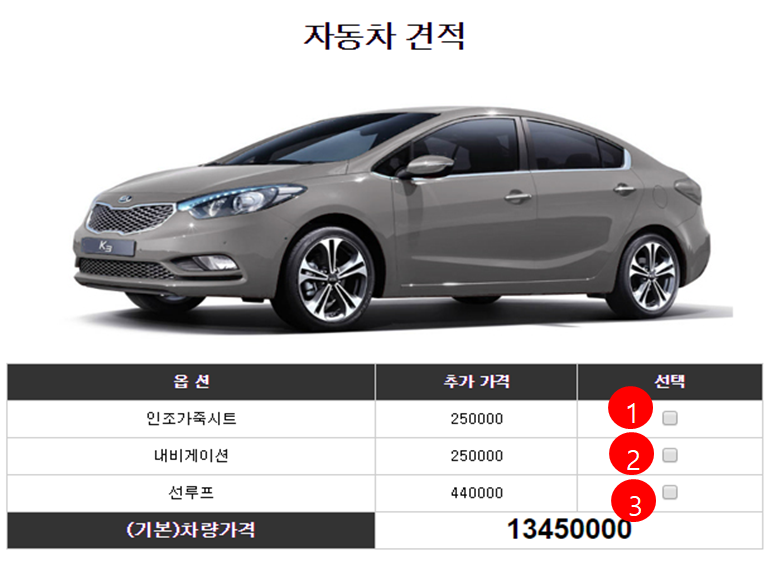 자동차 견적
K3
옵 션 추가 가격 선택
인조가죽시트 250000 1
내비게이션 250000 2
선루프 440000 3
(기본)차량가격 13450000